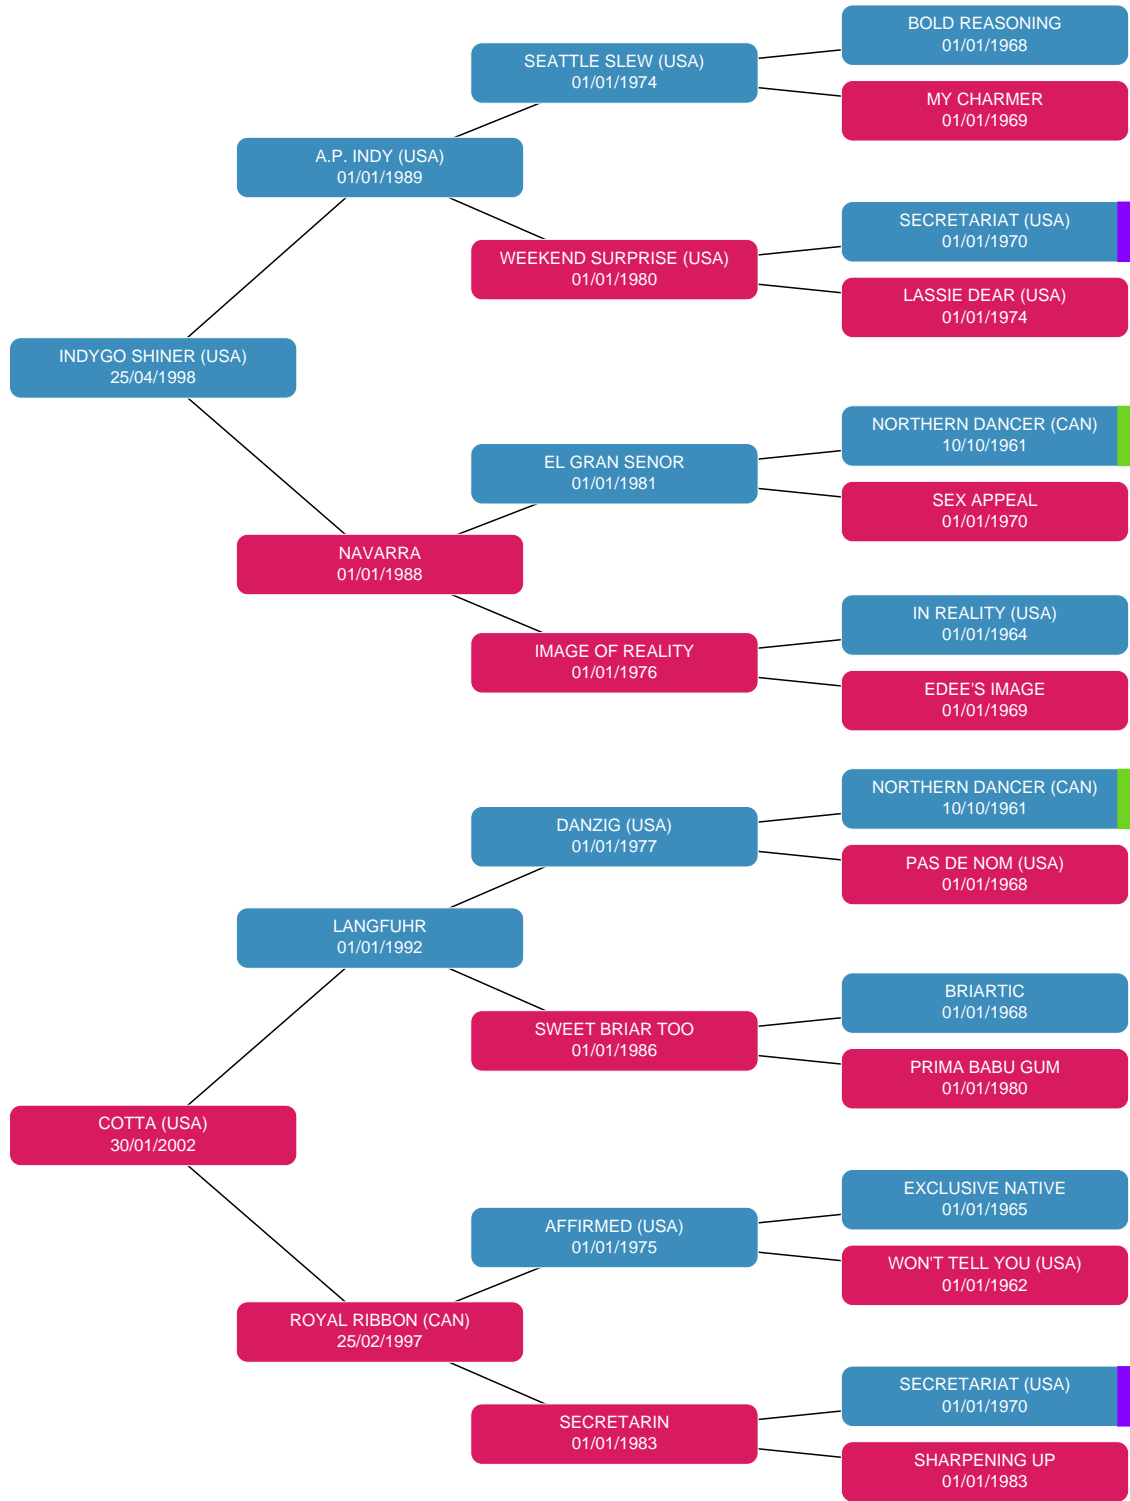 BOLD REASONING
01/01/1968
SEATTLE SLEW (USA)
01/01/1974
MY CHARMER
01/01/1969
A.P. INDY (USA)
01/01/1989
SECRETARIAT (USA)
01/01/1970
WEEKEND SURPRISE (USA)
01/01/1980
LASSIE DEAR (USA)
01/01/1974
INDYGO SHINER (USA)
25/04/1998
NORTHERN DANCER (CAN)
10/10/1961
EL GRAN SENOR
01/01/1981
SEX APPEAL
01/01/1970
NAVARRA
01/01/1988
IN REALITY (USA)
01/01/1964
IMAGE OF REALITY
01/01/1976
EDEE'S IMAGE
01/01/1969
NORTHERN DANCER (CAN)
10/10/1961
DANZIG (USA)
01/01/1977
PAS DE NOM (USA)
01/01/1968
LANGFUHR
01/01/1992
BRIARTIC
01/01/1968
SWEET BRIAR TOO
01/01/1986
PRIMA BABU GUM
01/01/1980
COTTA (USA)
30/01/2002
EXCLUSIVE NATIVE
01/01/1965
AFFIRMED (USA)
01/01/1975
WON'T TELL YOU (USA)
01/01/1962
ROYAL RIBBON (CAN)
25/02/1997
SECRETARIAT (USA)
01/01/1970
SECRETARIN
01/01/1983
SHARPENING UP
01/01/1983